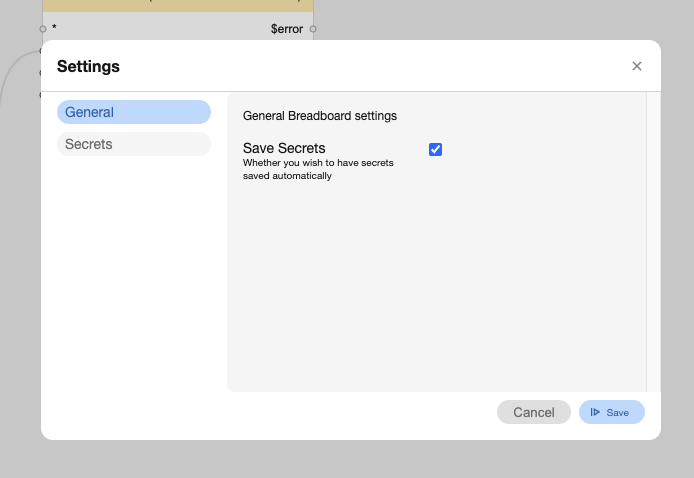 * $error
Settings
General
Secrets
General Breadboard settings
Save Secrets
Whether you wish to have secrets
saved automatically
Cancel
Save